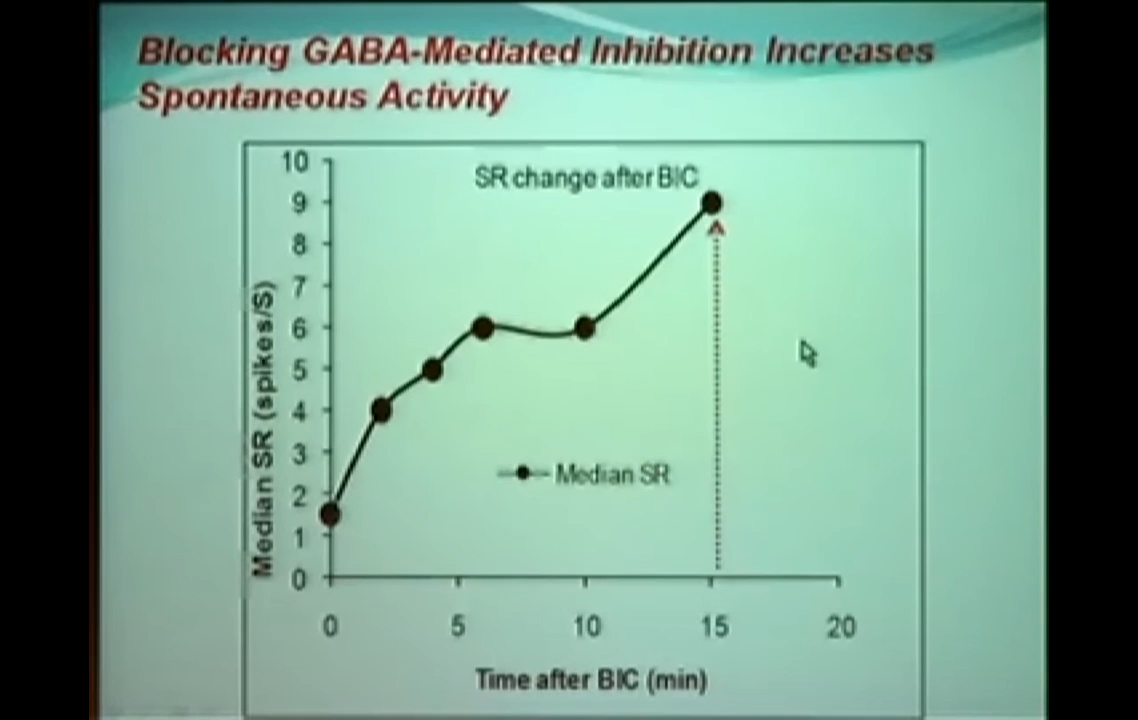 Blocking GABA-Mediated Inhibition Increases
Spontaneous Activity
SR change after BIC
10
9
8
7
6
5
4
3
2
1
0
Median SR (spikes/S)
Median SR
0 5 10 15 20
Time after BIC (min)